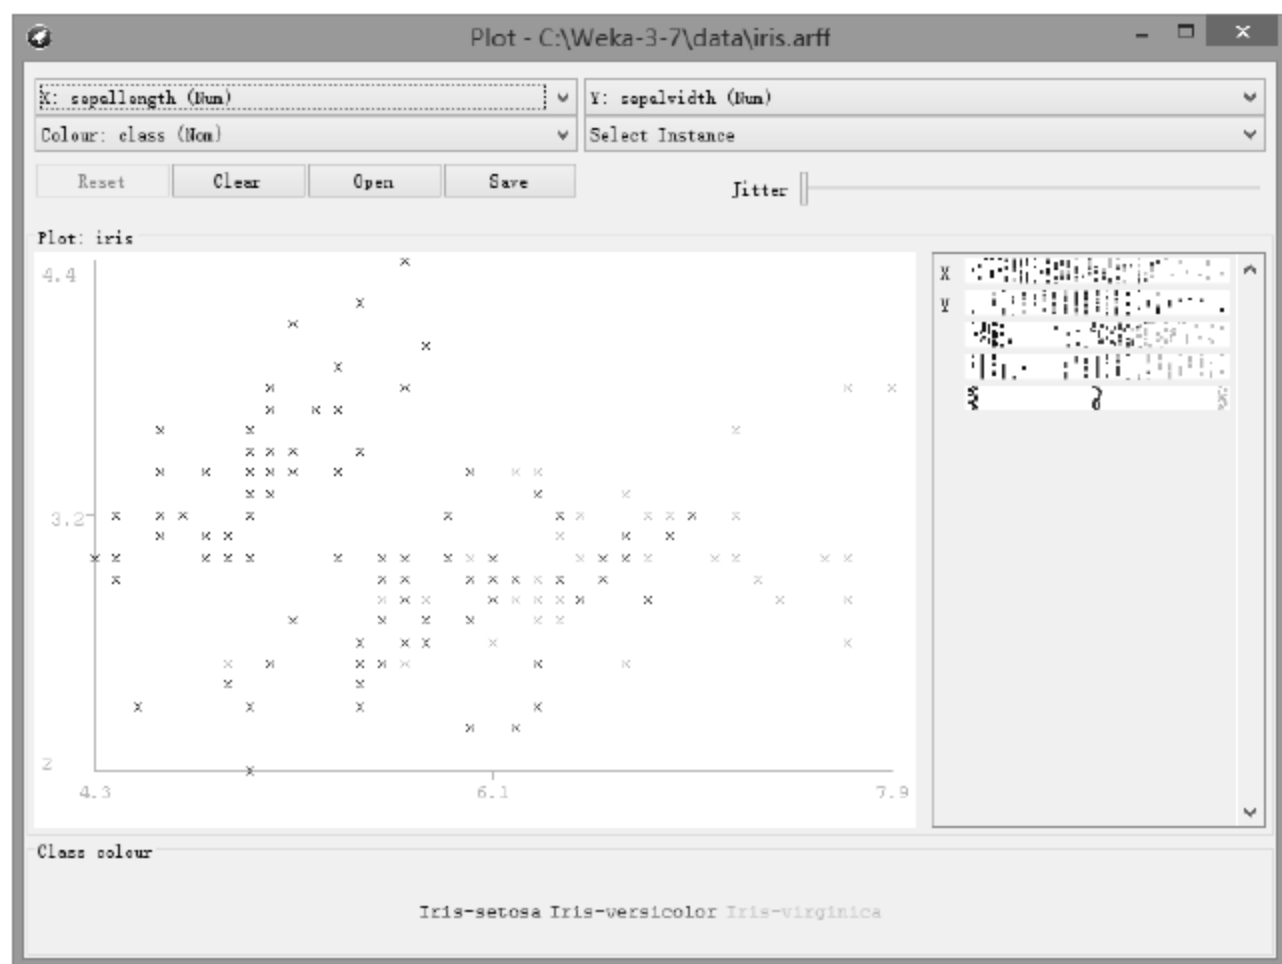 Plot - C:\Weka-3-7\data\iris.arff
X: sepallength (Num)
Y: sepalwidth (Num)
Colour: class (Nom)
Select Instance
Reset
Clear
Open
Save
Jitter
Plot: iris
4.4
3.2
2
4.3
6.1
7.9
X
Y
Class colour
Iris-setosa Iris-versicolor Iris-virginica